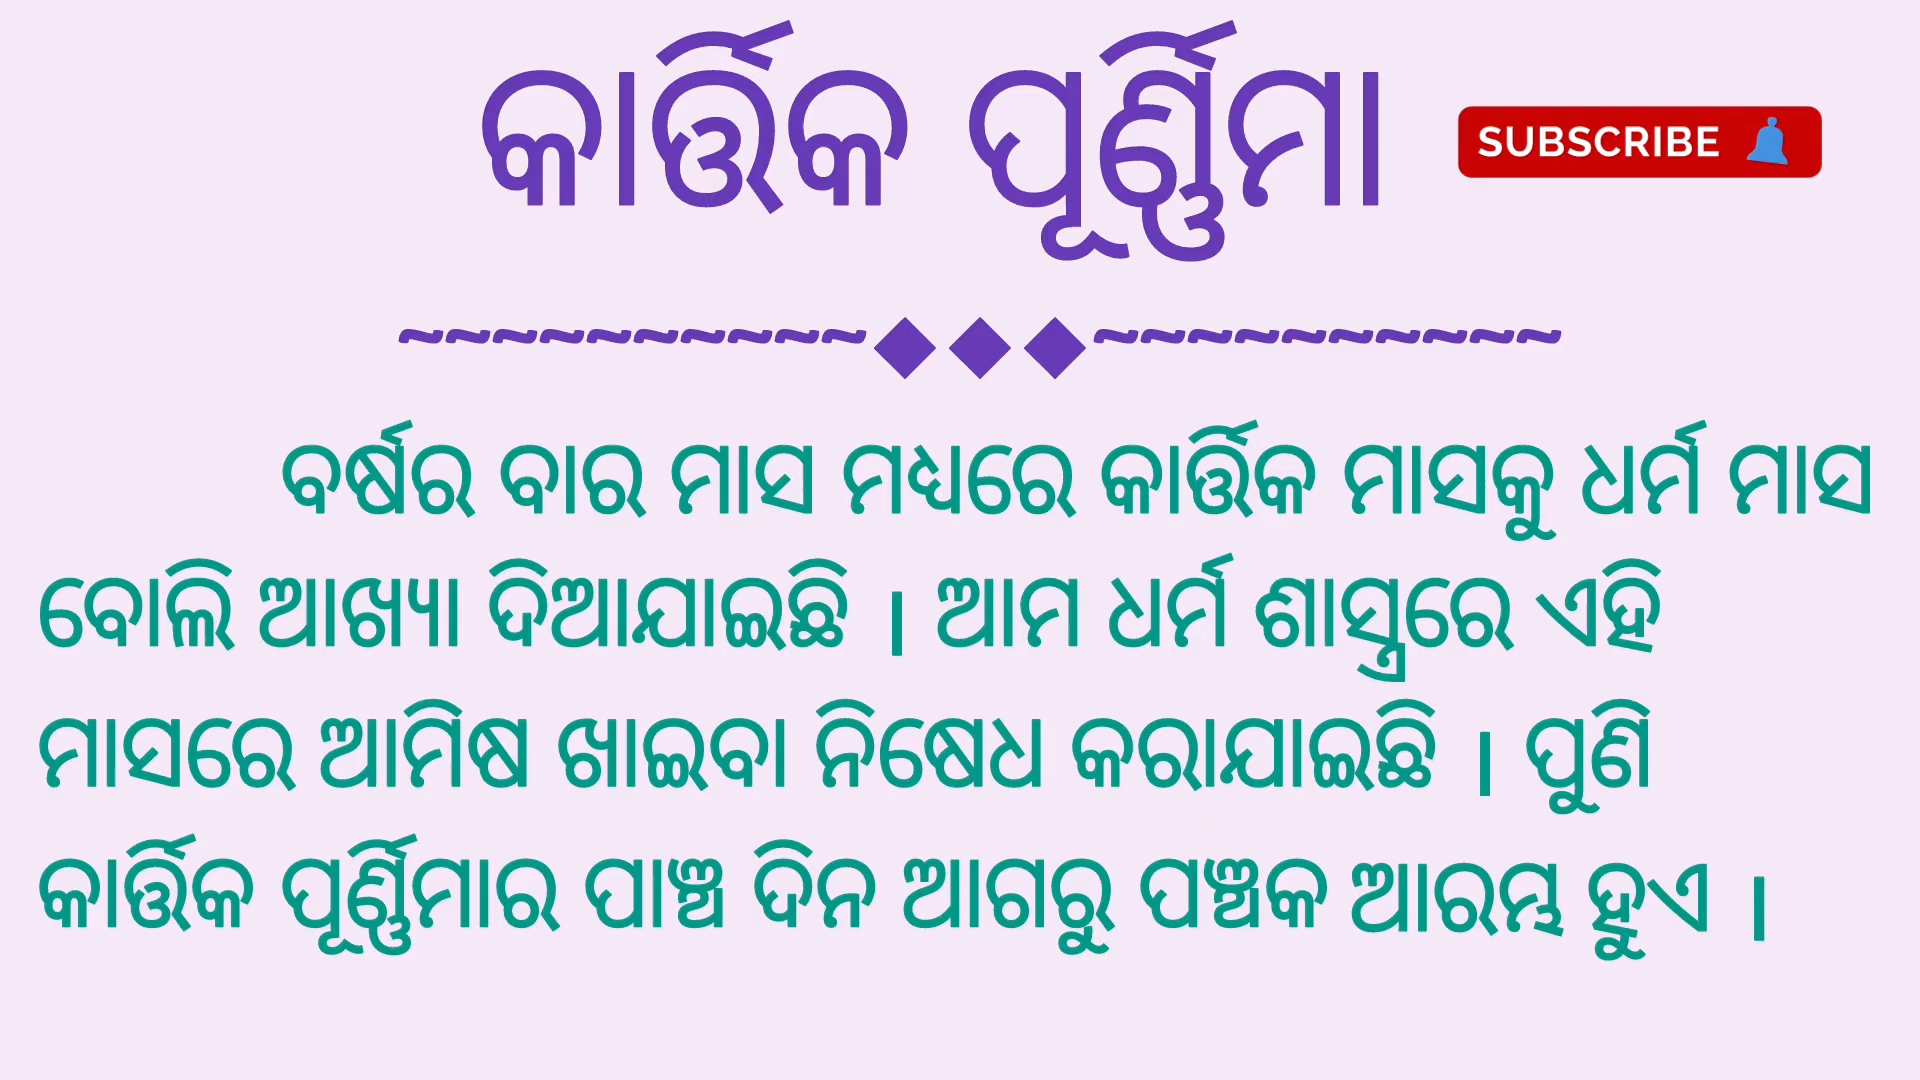 କାର୍ତ୍ତିକ ପୂର୍ଣ୍ଣିମା
SUBSCRIBE
~~~~~~~~~~◆◆◆~~~~~~~~~~
ବର୍ଷର ବାର ମାସ ମଧ୍ୟରେ କାର୍ତ୍ତିକ ମାସକୁ ଧର୍ମ ମାସ
ବୋଲି ଆଖ୍ୟା ଦିଆଯାଇଛି । ଆମ ଧର୍ମ ଶାସ୍ତ୍ରରେ ଏହି
ମାସରେ ଆମିଷ ଖାଇବା ନିଷେଧ କରାଯାଇଛି । ପୁଣି
କାର୍ତ୍ତିକ ପୂର୍ଣ୍ଣିମାର ପାଞ୍ଚ ଦିନ ଆଗରୁ ପଞ୍ଚକ ଆରମ୍ଭ ହୁଏ ।